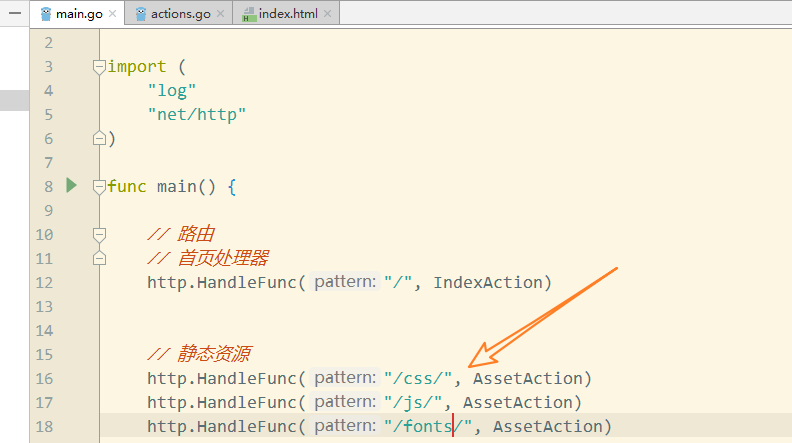 main.go actions.go index.html
2
3 import (
4 "log"
5 "net/http"
6 )
7
8 func main() {
9
10 // 路由
11 // 首页处理器
12 http.HandleFunc( pattern: "/", IndexAction)
13
14
15 // 静态资源
16 http.HandleFunc( pattern: "/css/", AssetAction)
17 http.HandleFunc( pattern: "/js/", AssetAction)
18 http.HandleFunc( pattern: "/fonts/", AssetAction)